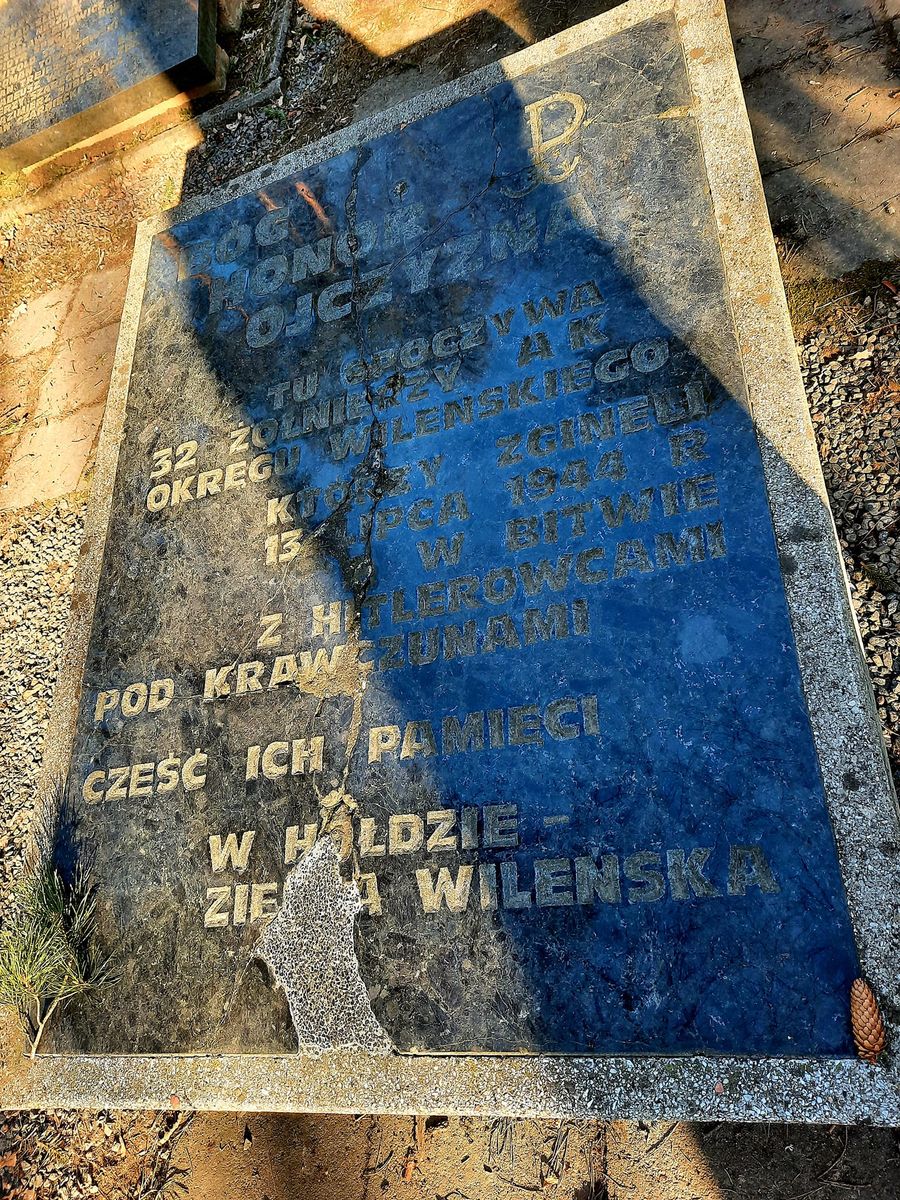 BÓG
HONOR
OJCZYZNA
TU SPOCZYWA
32 ŻOŁNIERZY AK
OKRĘGU WILEŃSKIEGO
KTÓRZY ZGINĘLI
13 LIPCA 1944 R
W BITWIE
Z HITLEROWCAMI
POD KRAWCZUNAMI
CZEŚĆ ICH PAMIĘCI
W HOŁDZIE -
ZIEMIA WILEŃSKA